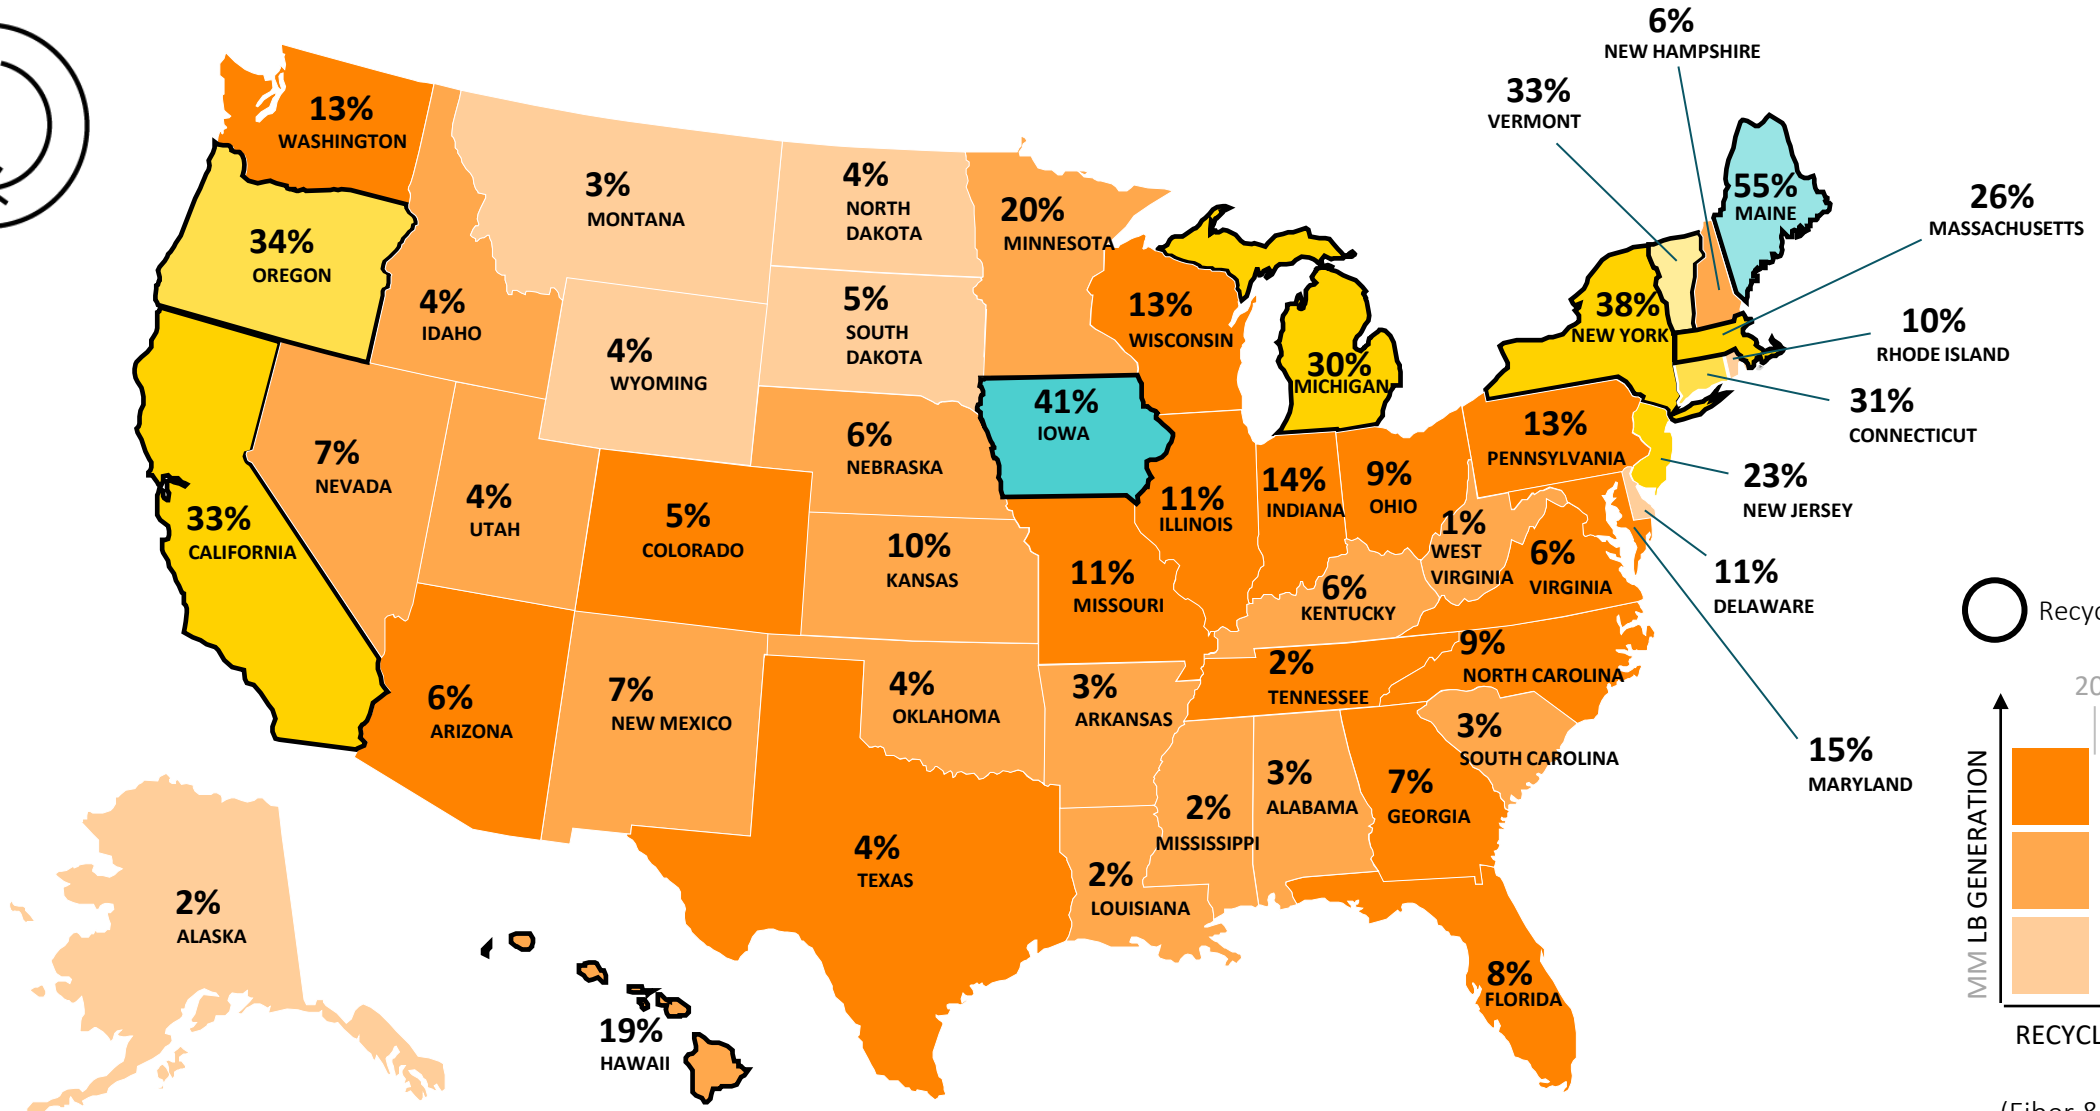 6%
NEW HAMPSHIRE
33%
VERMONT
13%
WASHINGTON
3%
MONTANA
4%
NORTH
DAKOTA
20%
MINNESOTA
55%
MAINE
26%
MASSACHUSETTS
34%
OREGON
4%
IDAHO
5%
SOUTH
DAKOTA
13%
WISCONSIN
38%
NEW YORK
10%
RHODE ISLAND
4%
WYOMING
30%
MICHIGAN
41%
IOWA
31%
CONNECTICUT
7%
NEVADA
6%
NEBRASKA
13%
PENNSYLVANIA
23%
NEW JERSEY
33%
CALIFORNIA
4%
UTAH
5%
COLORADO
10%
KANSAS
11%
ILLINOIS
14%
INDIANA
9%
OHIO
1%
WEST
VIRGINIA
6%
VIRGINIA
11%
DELAWARE
11%
MISSOURI
6%
KENTUCKY
Recyc
6%
ARIZONA
7%
NEW MEXICO
4%
OKLAHOMA
3%
ARKANSAS
2%
TENNESSEE
9%
NORTH CAROLINA
20
3%
SOUTH CAROLINA
15%
MARYLAND
2%
MISSISSIPPI
3%
ALABAMA
7%
GEORGIA
4%
TEXAS
2%
LOUISIANA
MM LB GENERATION
2%
ALASKA
8%
FLORIDA
19%
HAWAII
RECYCL
(Fiber &